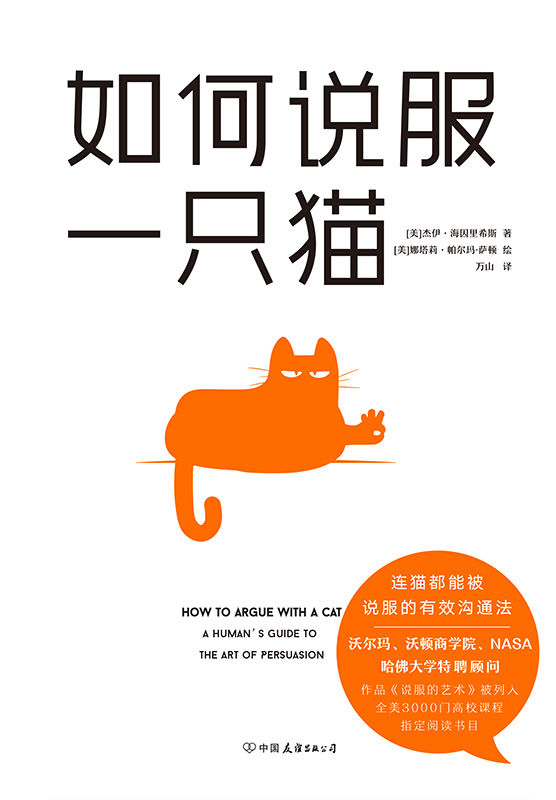 如何说服
一只猫
[美]杰伊·海因里希斯 著
[美]娜塔莉·帕尔玛·萨顿 绘
万山 译
HOW TO ARGUE WITH A CAT
A HUMAN'S GUIDE TO
THE ART OF PERSUASION
连猫都能被
说服的有效沟通法
沃尔玛、沃顿商学院、NASA
哈佛大学特聘顾问
作品《说服的艺术》被列入
全美3000门高校课程
指定阅读书目
中国友谊出版公司